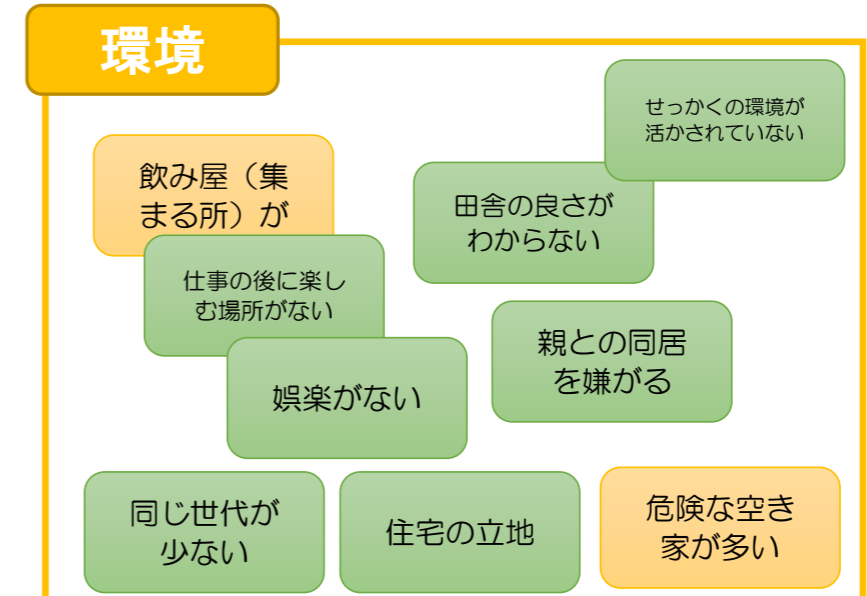 環境
せっかくの環境が
活かされていない
飲み屋（集
まる所）が
田舎の良さが
わからない
仕事の後に楽し
む場所がない
親との同居
を嫌がる
娯楽がない
同じ世代が
少ない
住宅の立地
危険な空き
家が多い